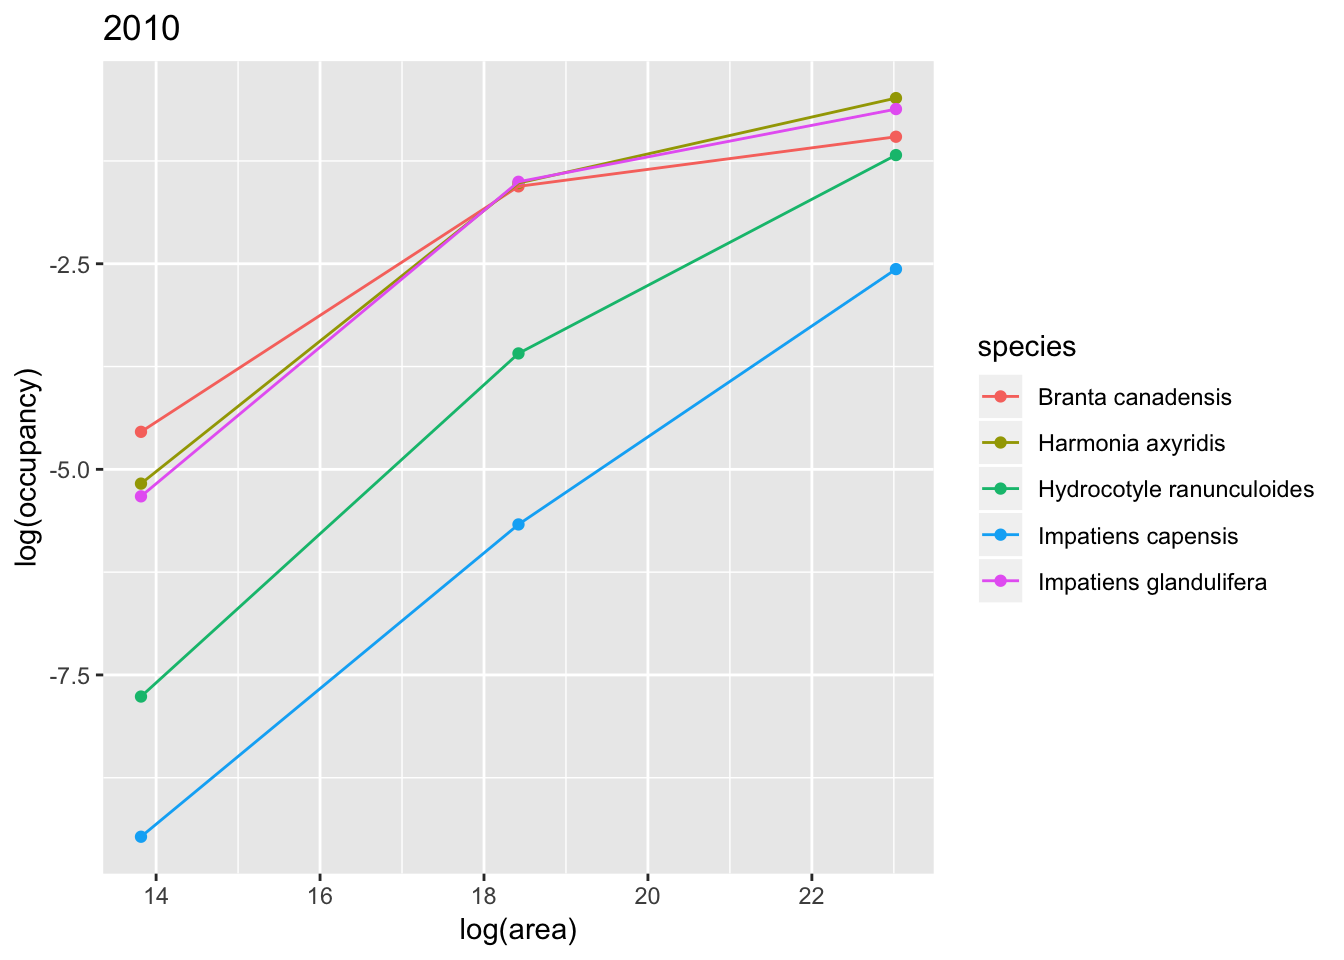 2010
log(occupancy)
-2.5
-5.0
-7.5
14
16
18
20
22
log(area)
species
Branta canadensis
Harmonia axyridis
Hydrocotyle ranunculoides
Impatiens capensis
Impatiens glandulifera